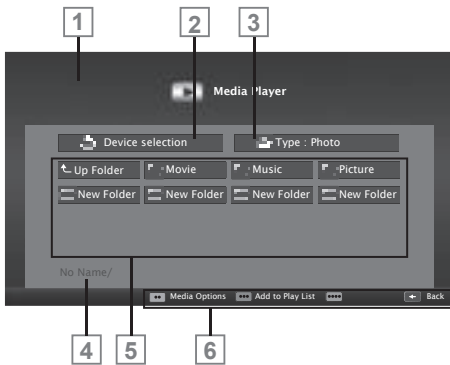 1 2 3
Media Player
Device selection Type : Photo
Up Folder Movie Music Picture
New Folder New Folder New Folder New Folder
No Name/
Media Options Add to Play List Back
4 5 6